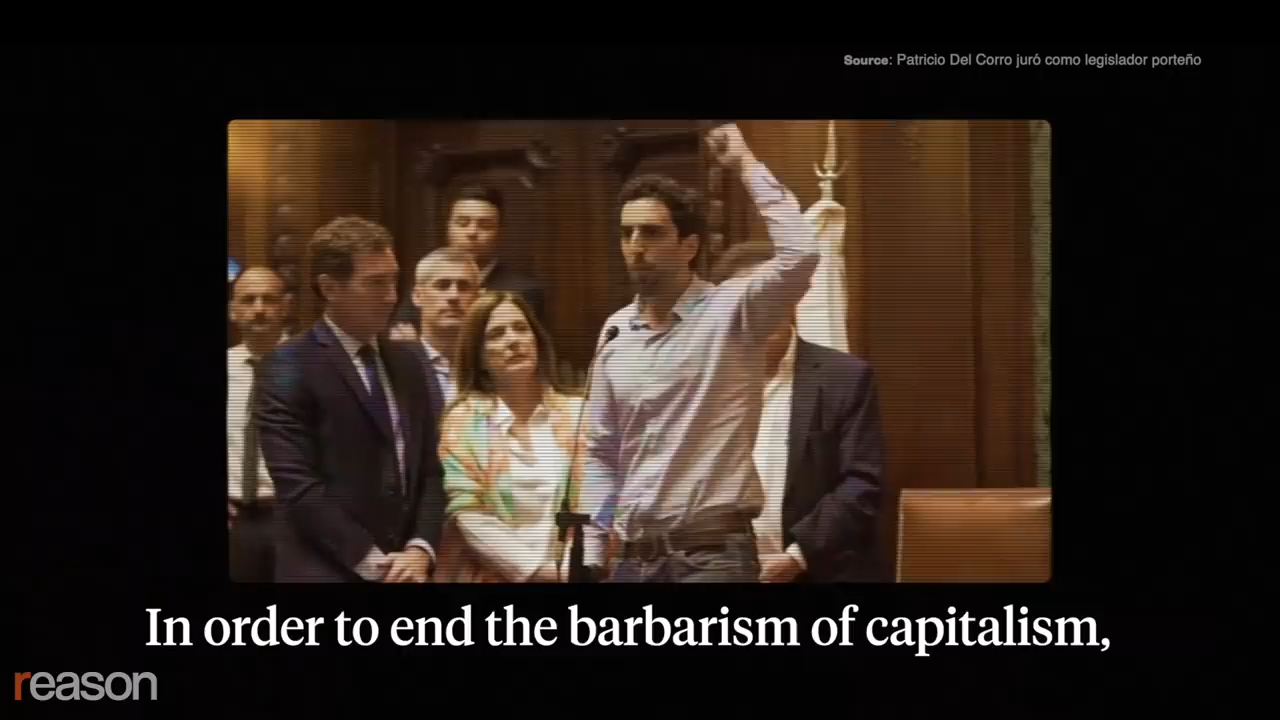 Source: Patricio Del Corro juró como legislador porteño
In order to end the barbarism of capitalism,
reason